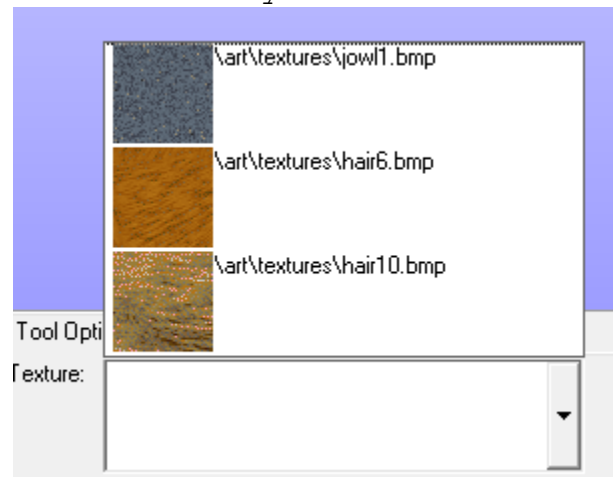 \art\textures\jowl1.bmp
\art\textures\hair6.bmp
\art\textures\hair10.bmp
Tool Opti
Texture: